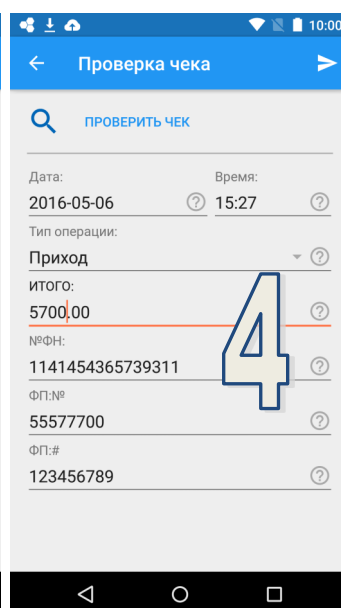 10:00
Проверка чека
ПРОВЕРИТЬ ЧЕК
Дата: Время:
2016-05-06 ? 15:27 ?
Тип операции:
Приход ?
ИТОГО:
5700.00 ?
№ФН:
1141454365739311 ?
ФП:№
55577700 ?
ФП:#
123456789 ?
4